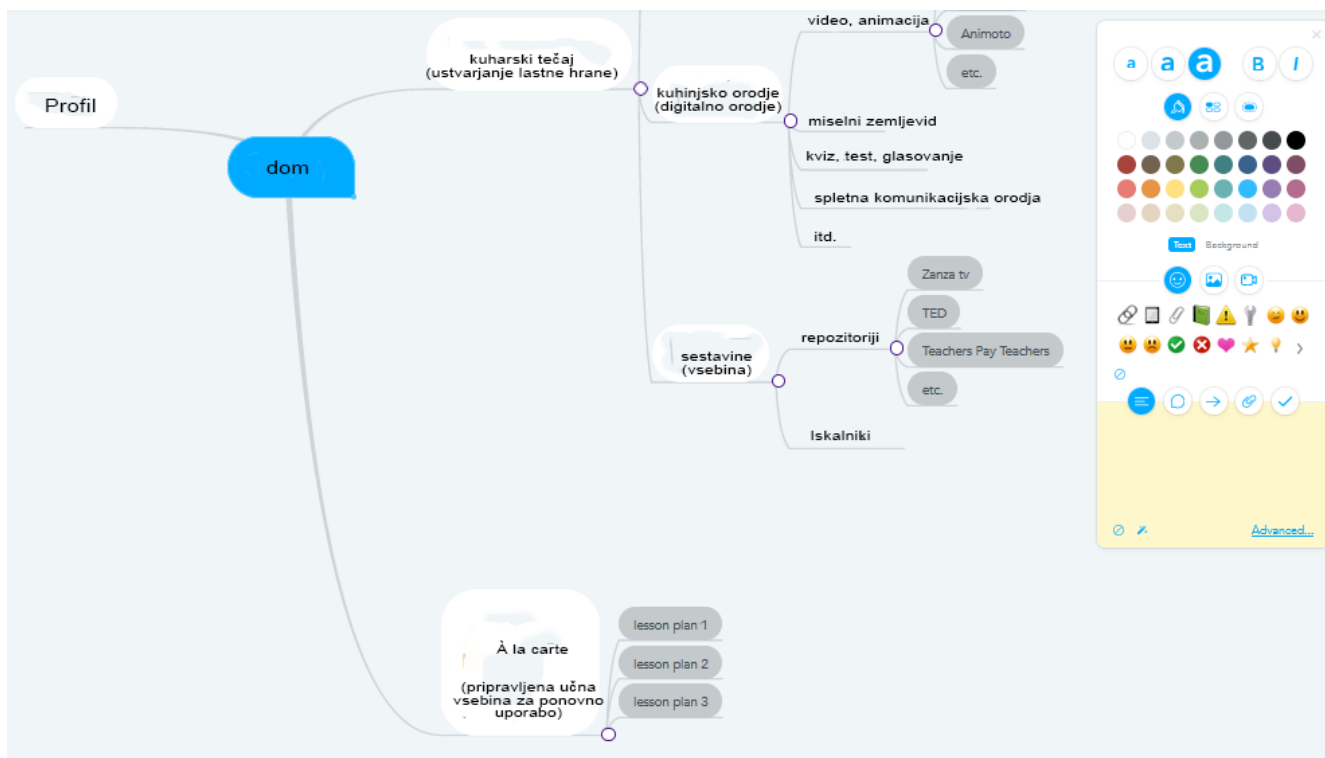 Profil
dom
kuharski tečaj
(ustvarjanje lastne hrane)
kuhinjsko orodje
(digitalno orodje)
video, animacija
Animoto
etc.
miselni zemljevid
kviz, test, glasovanje
spletna komunikacijska orodja
itd.
sestavine
(vsebina)
repozitoriji
Zanza tv
TED
Teachers Pay Teachers
etc.
Iskalniki
À la carte
(pripravljena učna
vsebina za ponovno
uporabo)
lesson plan 1
lesson plan 2
lesson plan 3
a a a B I
Text Background
Advanced...